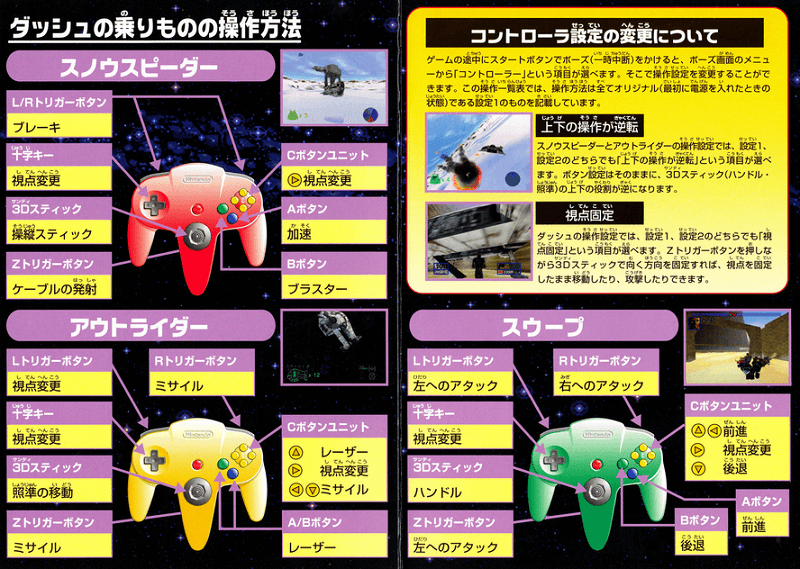 ダッシュの乗りものの操作方法
スノウスピーダー
L/Rトリガーボタン
ブレーキ
十字キー
視点変更
3Dスティック
操縦スティック
Zトリガーボタン
ケーブルの発射
Cボタンユニット
▷視点変更
Aボタン
加速
Bボタン
ブラスター
Nintendo
アウトライダー
Lトリガーボタン
視点変更
Rトリガーボタン
ミサイル
十字キー
視点変更
3Dスティック
照準の移動
Zトリガーボタン
ミサイル
Cボタンユニット
△ レーザー
▷ 視点変更
◁▽ミサイル
A/Bボタン
レーザー
Nintendo
コントローラ設定の変更について
ゲームの途中にスタートボタンでポーズ(一時中断)をかけると、ポーズ画面のメニュ
ーから「コントローラー」という項目が選べます。そこで操作設定を変更することがで
きます。この操作一覧表では、操作方法は全てオリジナル(最初に電源を入れたときの
状態)である設定1のものを記載しています。
上下の操作が逆転
スノウスピーダーとアウトライダーの操作設定では、設定1、
設定2のどちらでも「上下の操作が逆転」という項目が選べ
ます。ボタン設定はそのままに、3Dスティック(ハンドル・
照準)の上下の役割が逆になります。
視点固定
ダッシュの操作設定では、設定1、設定2のどちらでも「視
点固定」という項目が選べます。Zトリガーボタンを押しな
がら3Dスティックで向く方向を固定すれば、視点を固定
したまま移動したり、攻撃したりできます。
スウープ
Lトリガーボタン
左へのアタック
Rトリガーボタン
右へのアタック
十字キー
視点変更
3Dスティック
ハンドル
Zトリガーボタン
左へのアタック
Cボタンユニット
△◁前進
▷ 視点変更
▽ 後退
Aボタン
前進
Bボタン
後退
Nintendo